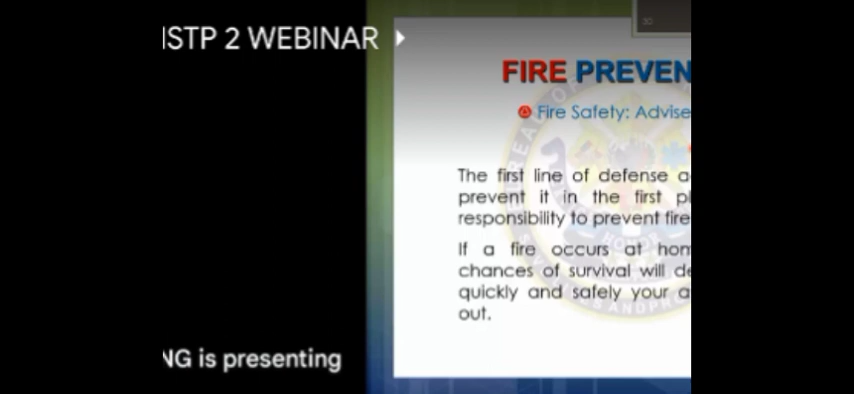 ISTP 2 WEBINAR
FIRE PREVEN
Fire Safety: Advise
The first line of defense a
prevent it in the first pl
responsibility to prevent fire
If a fire occurs at hom
chances of survival will de
quickly and safely your a
out.
NG is presenting